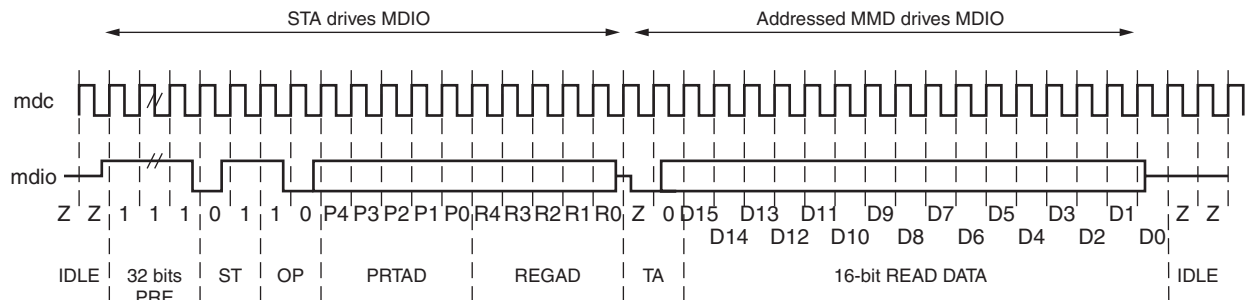 STA drives MDIO Addressed MMD drives MDIO
mdc
mdio
Z Z 1 1 1 0 1 1 0 P4 P3 P2 P1 P0 R4 R3 R2 R1 R0 Z 0 D15 D13 D11 D9 D7 D5 D3 D1 Z Z
D14 D12 D10 D8 D6 D4 D2 D0
IDLE 32 bits ST OP PRTAD REGAD TA 16-bit READ DATA IDLE
PRE